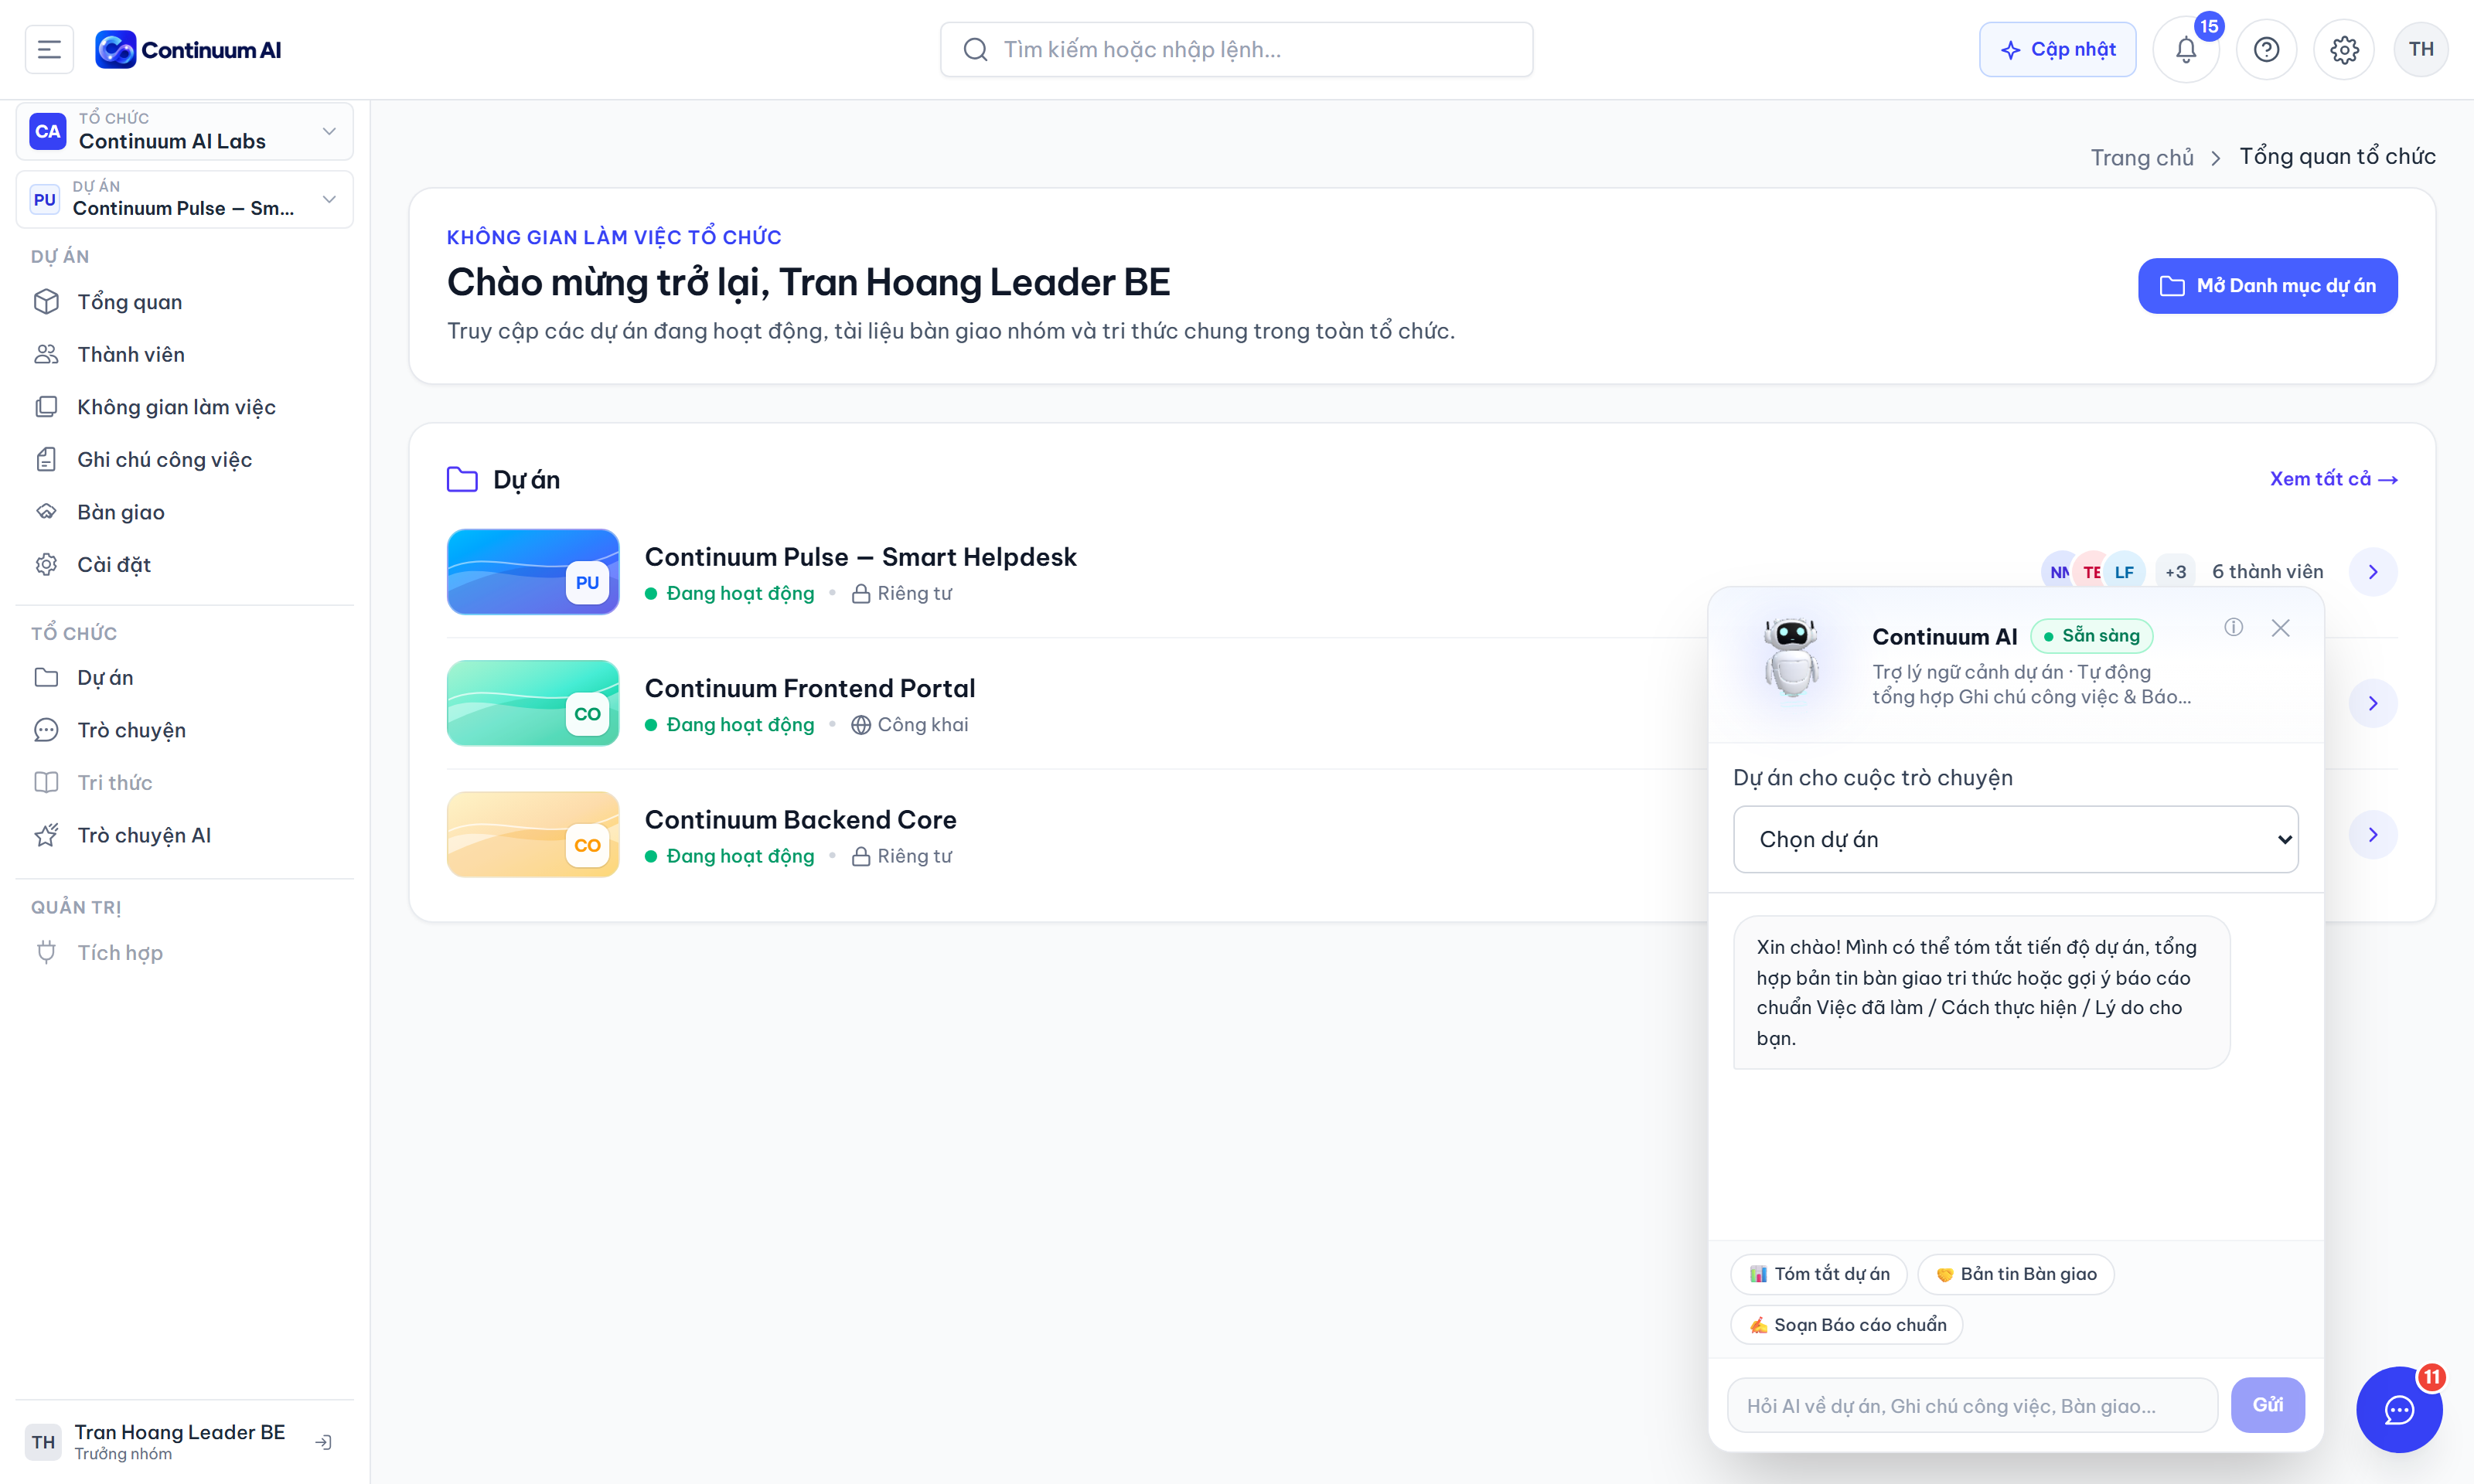 Continuum AI
Tìm kiếm hoặc nhập lệnh...
Cập nhật
15
TH
CA
TỔ CHỨC
Continuum AI Labs
PU
DỰ ÁN
Continuum Pulse — Sm...
DỰ ÁN
Tổng quan
Thành viên
Không gian làm việc
Ghi chú công việc
Bàn giao
Cài đặt
TỔ CHỨC
Dự án
Trò chuyện
Tri thức
Trò chuyện AI
QUẢN TRỊ
Tích hợp
TH
Tran Hoang Leader BE
Trưởng nhóm
Trang chủ > Tổng quan tổ chức
KHÔNG GIAN LÀM VIỆC TỔ CHỨC
Chào mừng trở lại, Tran Hoang Leader BE
Truy cập các dự án đang hoạt động, tài liệu bàn giao nhóm và tri thức chung trong toàn tổ chức.
Mở Danh mục dự án
Dự án
Xem tất cả →
PU
Continuum Pulse — Smart Helpdesk
Đang hoạt động • Riêng tư
TE LF +3 6 thành viên
CO
Continuum Frontend Portal
Đang hoạt động • Công khai
CO
Continuum Backend Core
Đang hoạt động • Riêng tư
Continuum AI
Sẵn sàng
Trợ lý ngữ cảnh dự án · Tự động
tổng hợp Ghi chú công việc & Báo...
Dự án cho cuộc trò chuyện
Chọn dự án
Xin chào! Mình có thể tóm tắt tiến độ dự án, tổng
hợp bản tin bàn giao tri thức hoặc gợi ý báo cáo
chuẩn Việc đã làm / Cách thực hiện / Lý do cho
bạn.
Tóm tắt dự án
Bản tin Bàn giao
Soạn Báo cáo chuẩn
Hỏi AI về dự án, Ghi chú công việc, Bàn giao...
Gửi
11